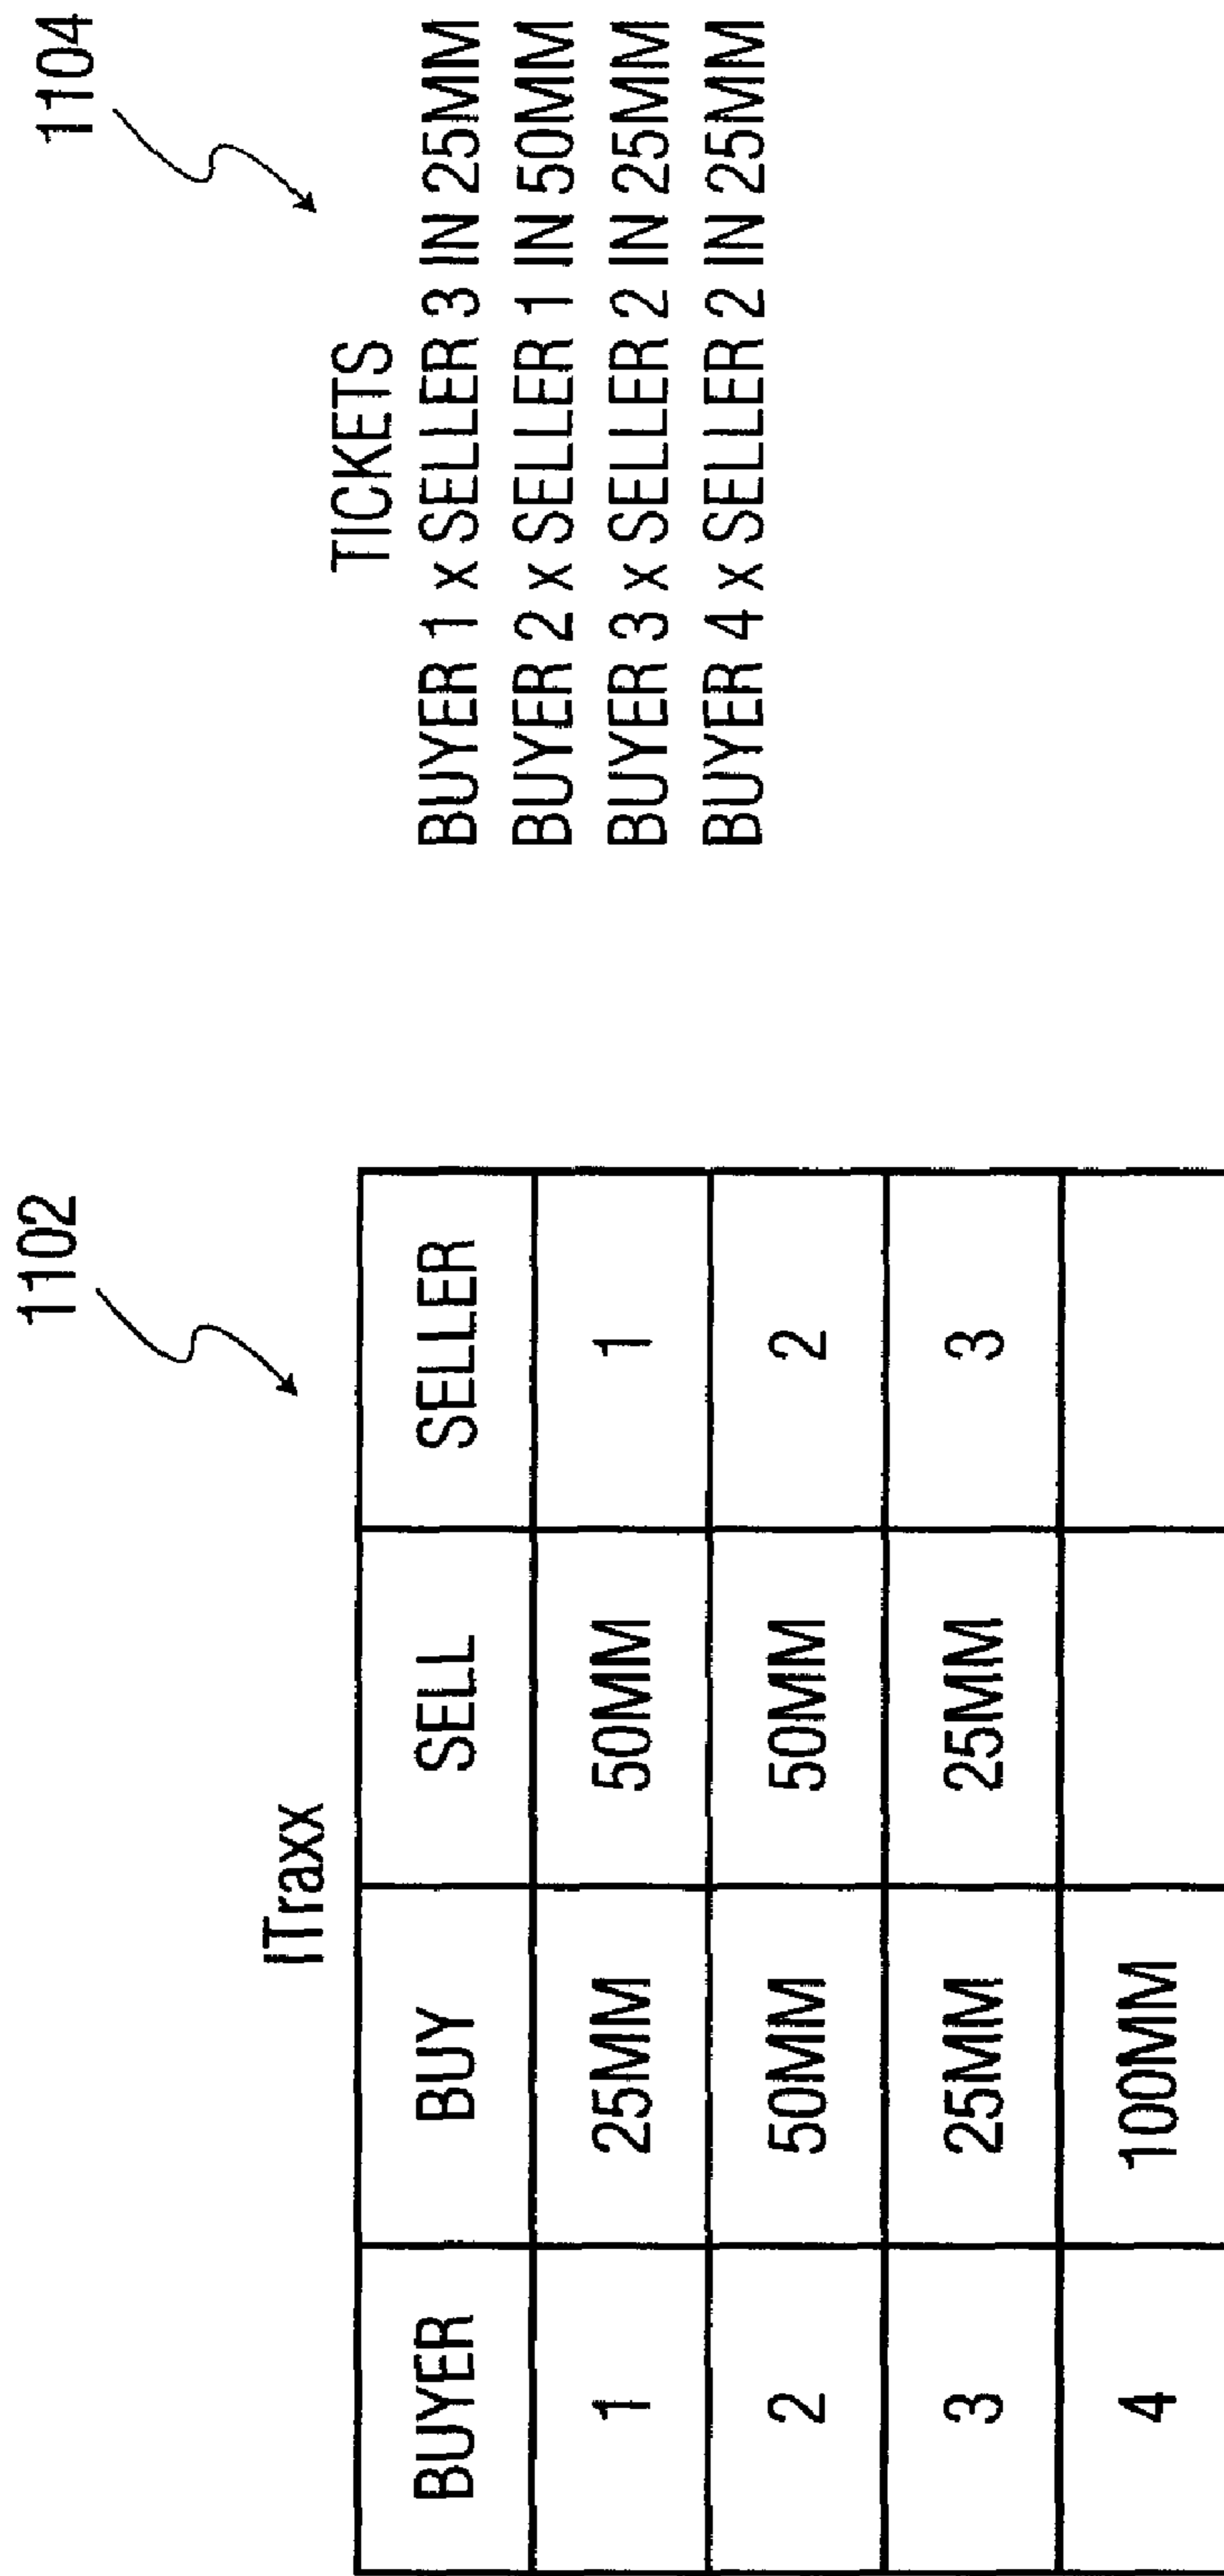 1102
ITraxx
BUYER BUY SELL SELLER
1 25MM 50MM 1
2 50MM 50MM 2
3 25MM 25MM 3
4 100MM
1104
TICKETS
BUYER 1 x SELLER 3 IN 25MM
BUYER 2 x SELLER 1 IN 50MM
BUYER 3 x SELLER 2 IN 25MM
BUYER 4 x SELLER 2 IN 25MM